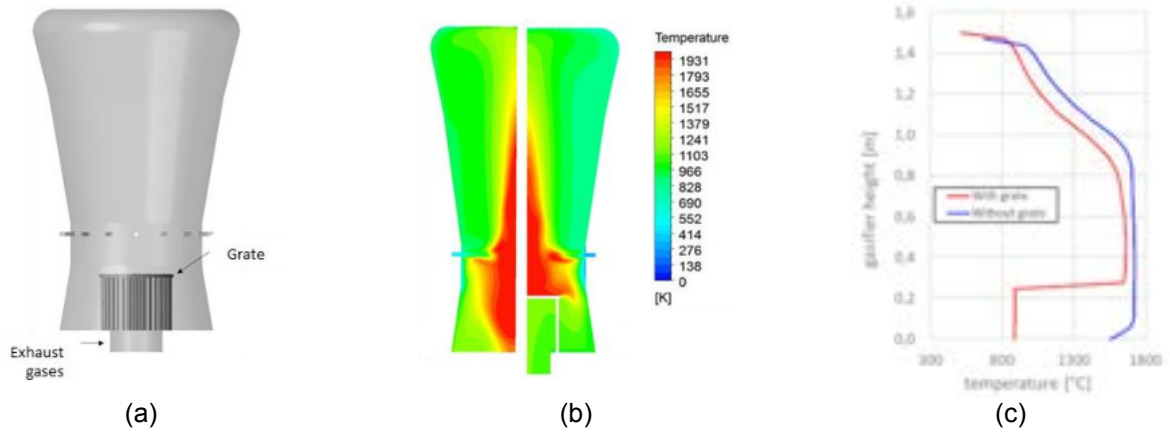 Grate
Exhaust
gases
(a)
Temperature
1931
1793
1655
1517
1379
1241
1103
966
828
690
552
414
276
138
0
[K]
(b)
gasifier height [m]
1,6
1,4
1,2
1,0
0,8
0,6
0,4
0,2
0,0
With grate
Without grate
300 800 1300 1800
temperature [°C]
(c)